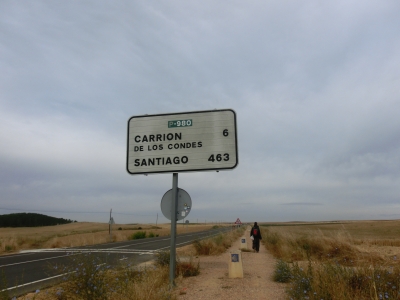 P-980
CARRION 6
DE LOS CONDES
SANTIAGO 463